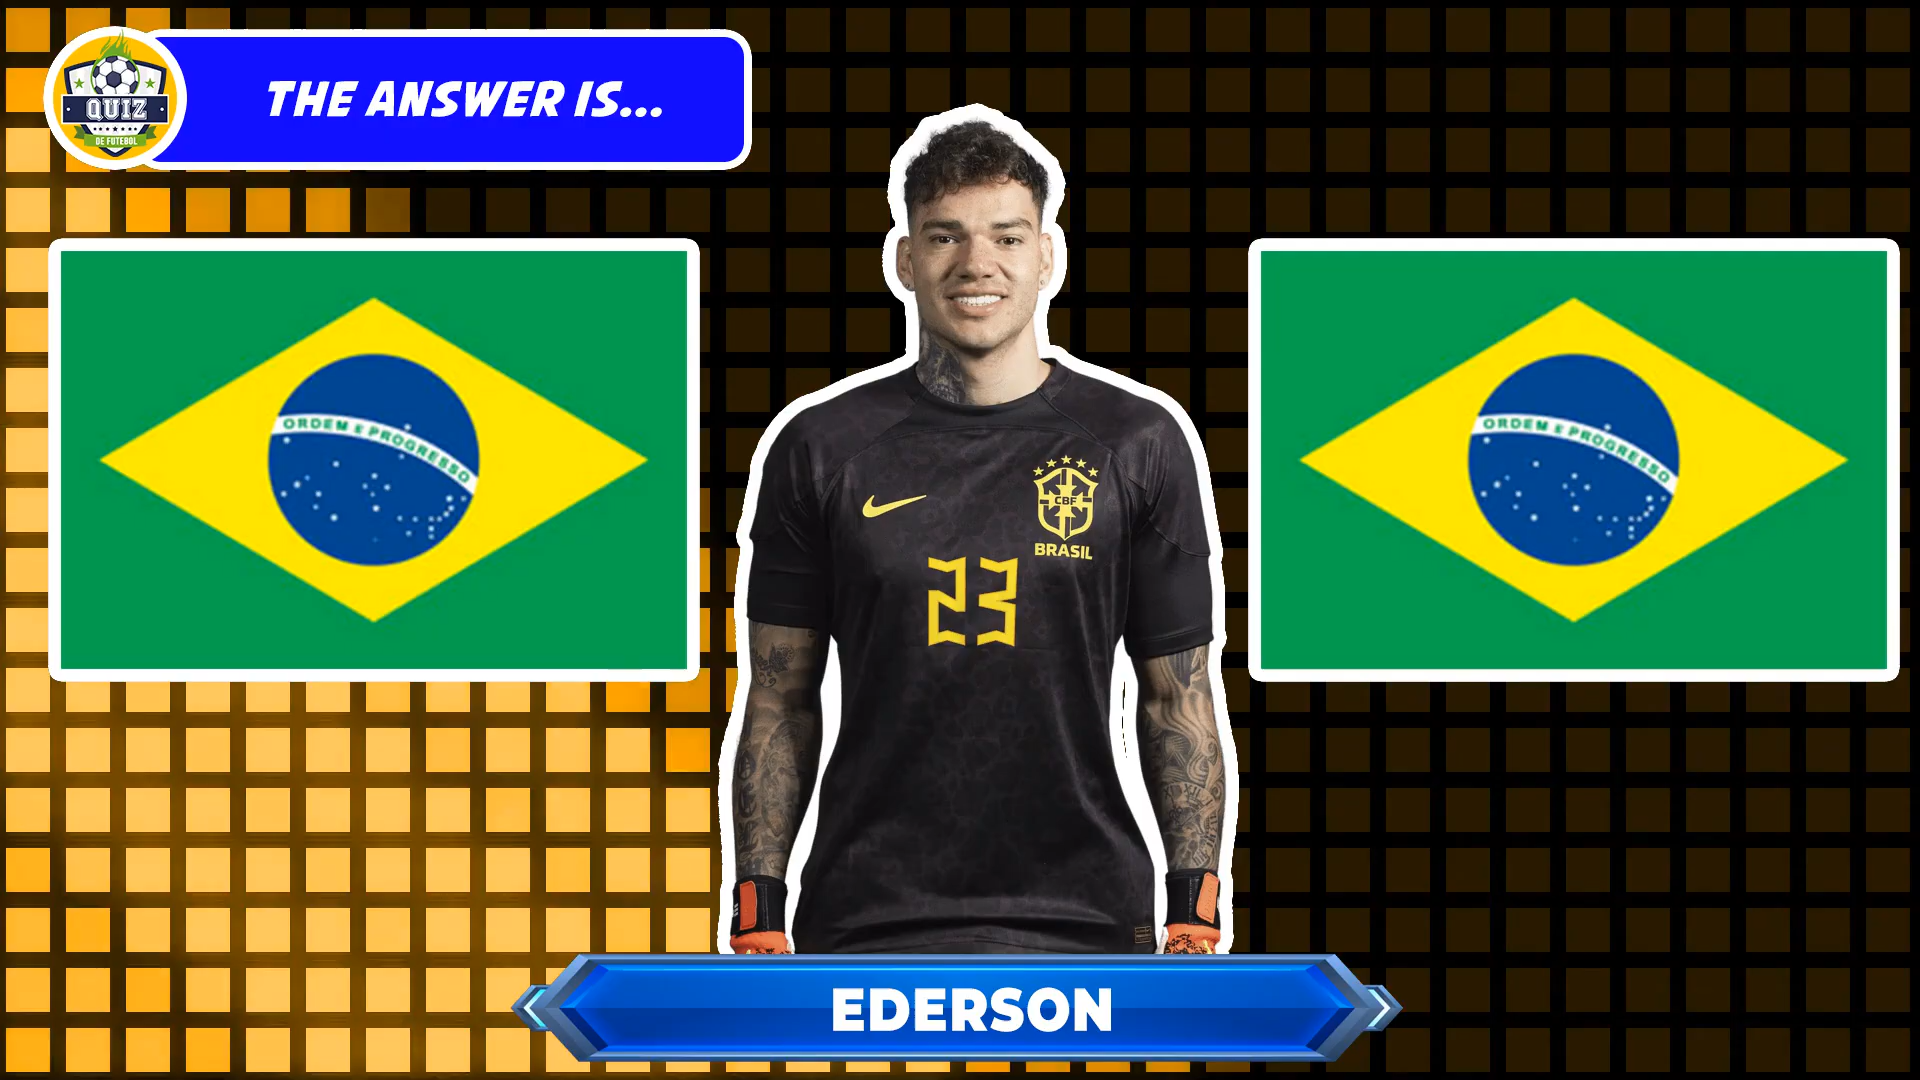 QUIZ
DE FUTEBOL
THE ANSWER IS...
ORDEM E PROGRESSO
ORDEM E PROGRESSO
CBF
BRASIL
23
EDERSON